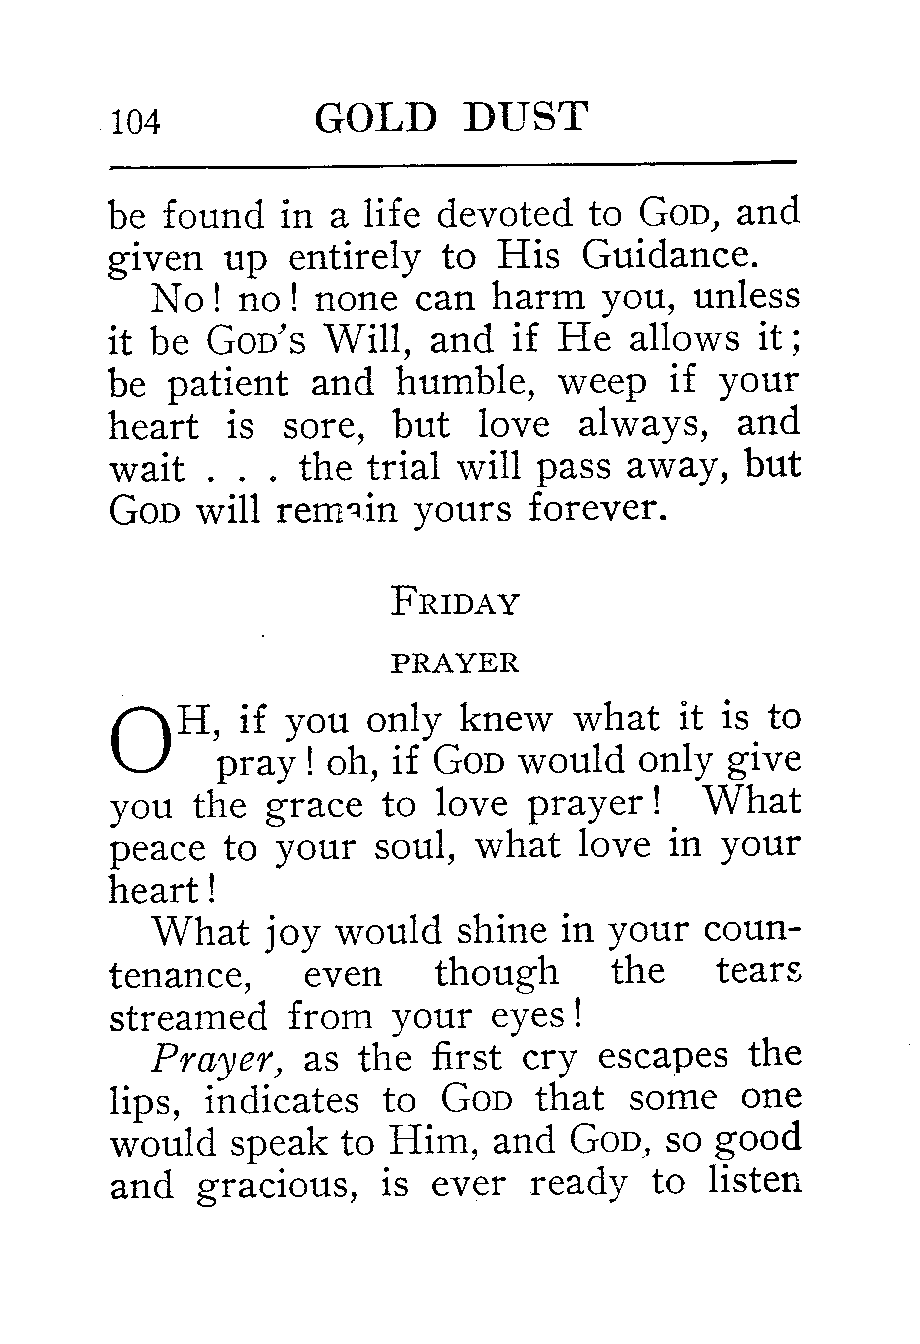 104 GOLD DUST
be found in a life devoted to GOD, and
given up entirely to His Guidance.
No! no! none can harm you, unless
it be GOD'S Will, and if He allows it;
be patient and humble, weep if your
heart is sore, but love always, and
wait . . . the trial will pass away, but
GOD will remain yours forever.
FRIDAY
PRAYER
OH, if you only knew what it is to
pray! oh, if GOD would only give
you the grace to love prayer! What
peace to your soul, what love in your
heart!
What joy would shine in your coun-
tenance, even though the tears
streamed from your eyes!
Prayer, as the first cry escapes the
lips, indicates to GOD that some one
would speak to Him, and GOD, so good
and gracious, is ever ready to listen